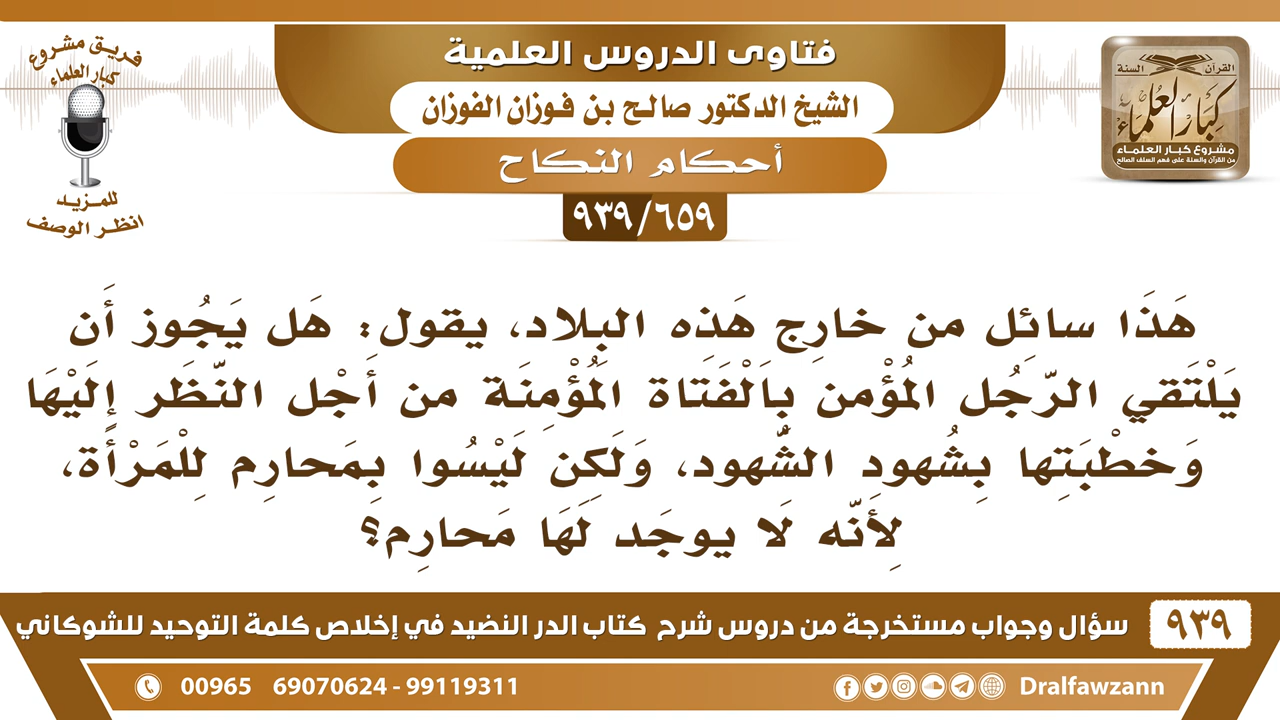 فتاوى الدروس العلمية
الشيخ الدكتور صالح بن فوزان الفوزان
أحكام النكاح
٩٣٩/٦٥٩
القرآن
السنة
كبار العلماء
مشروع كبار العلماء
من القرآن والسنة على فهم السلف الصالح
فريق مشروع
كبار العلماء
للمزيد
انظر الوصف
هَذَا سائل من خارِج هَذه البلاد، يقول: هَل يَجُوز أَن
يَلْتَقي الرَّجُل المُؤْمن بِالْفَتَاة المُؤْمِنَة من أَجْل النَّظَر إِلَيْهَا
وَخطْبَتِها بِشُهود الشُّهود، وَلَكن لَيْسُوا بِمَحارِم لِلْمَرْأَة،
لِأَنَّه لَا يوجَد لَهَا مَحارِم؟
٩٣٩
سؤال وجواب مستخرجة من دروس شرح كتاب الدر النضيد في إخلاص كلمة التوحيد للشوكاني
00965 69070624 - 99119311
Dralfawzann